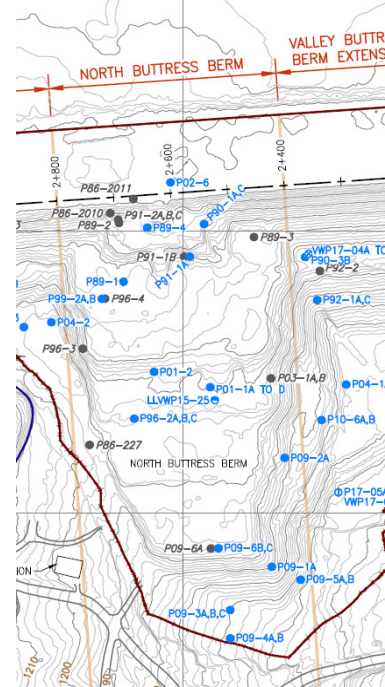 VALLEY BUTTR
NORTH BUTTRESS BERM
BERM EXTENS
2+800
2+600
2+400
P02-6
P86-2011
P86-2010
P91-2A,B,C
P90-1A,C
P89-2
P89-4
P89-3
VWP17-04A TO
P91-1B
P90-3B
P91-1A
P92-2
P89-1
P99-2A,B
P96-4
P92-1A,C
P04-2
P96-3
P01-2
P03-1A,B
P04-1
P01-1A TO D
LLVWP15-25
P96-2A,B,C
P10-6A,B
P86-227
P09-2A
NORTH BUTTRESS BERM
P17-05A
VWP17-
P09-6A
P09-6B,C
ION
P09-1A
P09-5A,B
P09-3A,B,C
P09-4A,B
1210
1200
90